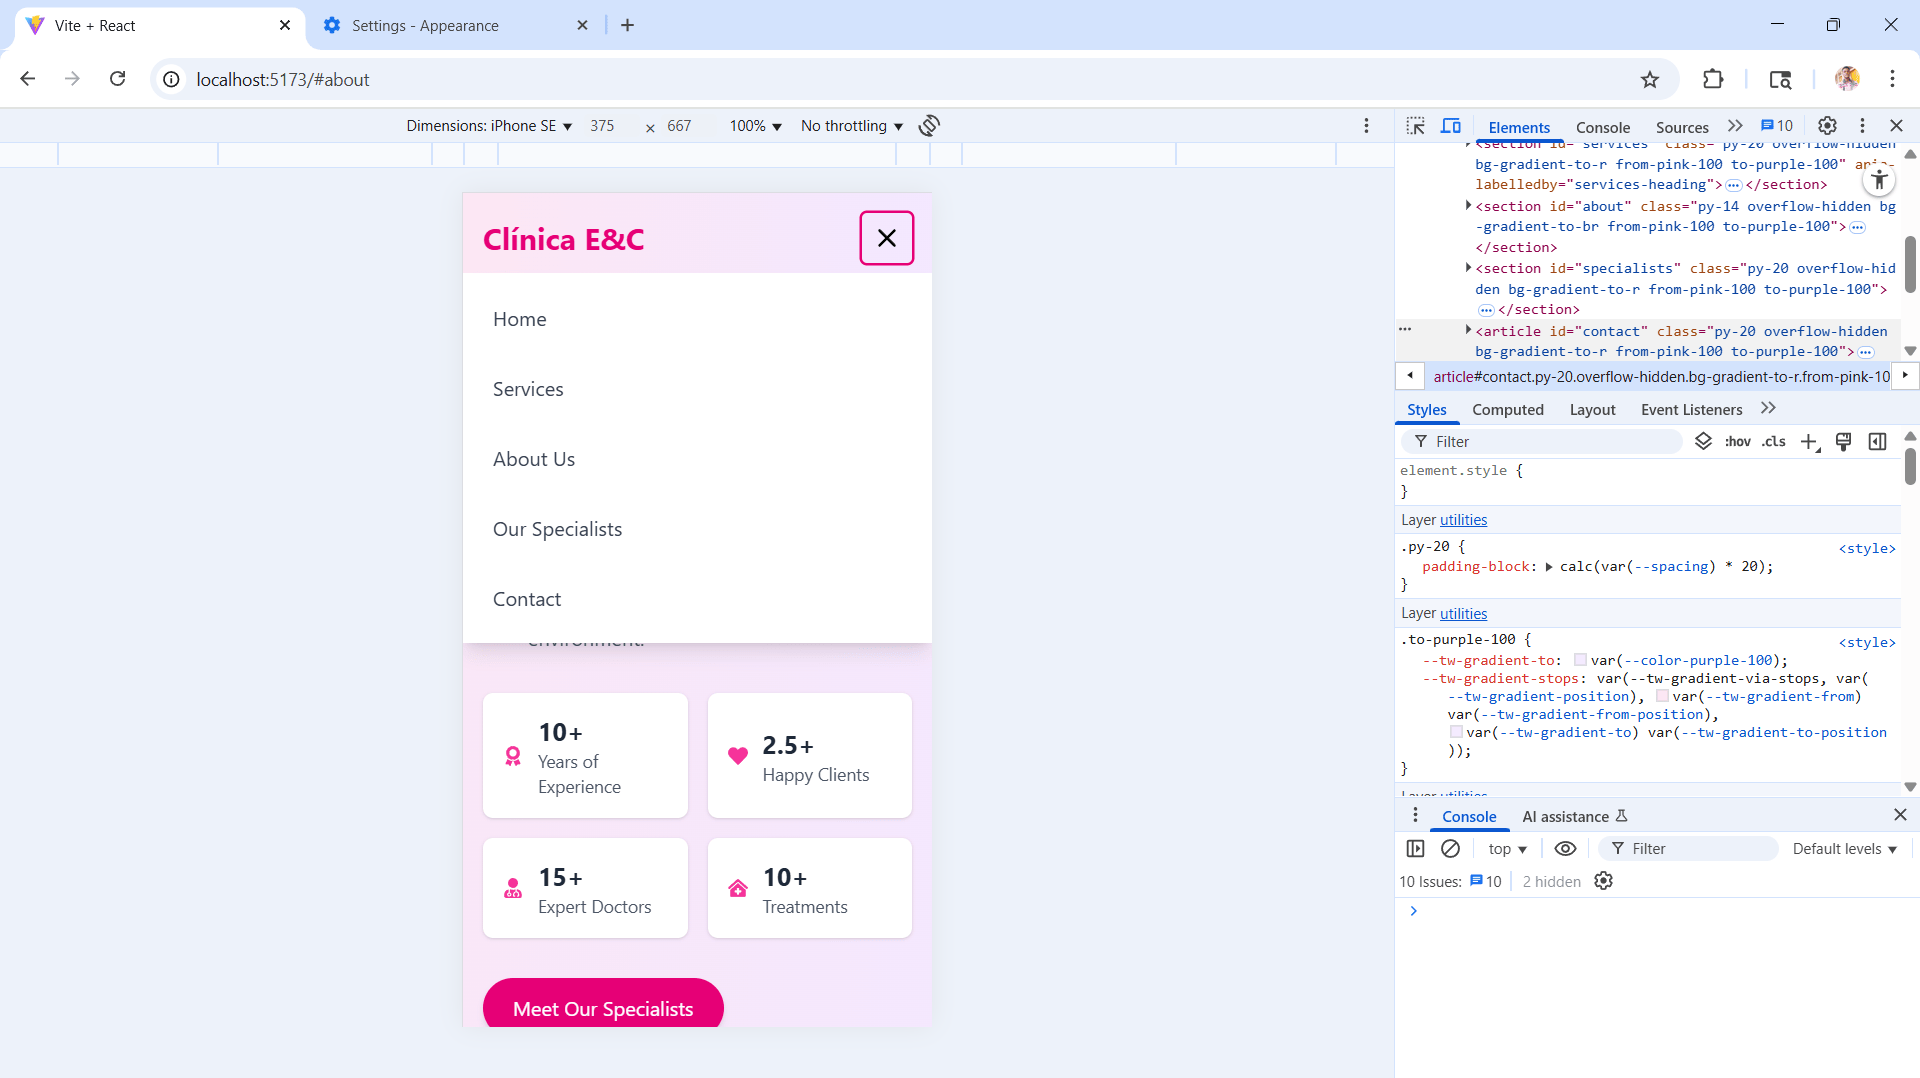 Vite + React
Settings - Appearance
localhost:5173/#about
Dimensions: iPhone SE 375 × 667 100% No throttling
Elements Console Sources 10
<section id="services" class="py-20 overflow-hidden
bg-gradient-to-r from-pink-100 to-purple-100" aria-
labelledby="services-heading"> </section>
<section id="about" class="py-14 overflow-hidden bg
-gradient-to-br from-pink-100 to-purple-100">
</section>
<section id="specialists" class="py-20 overflow-hid
den bg-gradient-to-r from-pink-100 to-purple-100">
</section>
<article id="contact" class="py-20 overflow-hidden
bg-gradient-to-r from-pink-100 to-purple-100">
article#contact.py-20.overflow-hidden.bg-gradient-to-r.from-pink-10
Styles Computed Layout Event Listeners
Filter :hov .cls
element.style {
}
Layer utilities
.py-20 { <style>
padding-block: calc(var(--spacing) * 20);
}
Layer utilities
.to-purple-100 { <style>
--tw-gradient-to: var(--color-purple-100);
--tw-gradient-stops: var(--tw-gradient-via-stops, var(
--tw-gradient-position), var(--tw-gradient-from)
var(--tw-gradient-from-position),
var(--tw-gradient-to) var(--tw-gradient-to-position
));
}
Layer utilities
Console AI assistance
top Filter Default levels
10 Issues: 10 2 hidden
Clínica E&C
Home
Services
About Us
Our Specialists
Contact
environment.
10+
Years of
Experience
2.5+
Happy Clients
15+
Expert Doctors
10+
Treatments
Meet Our Specialists